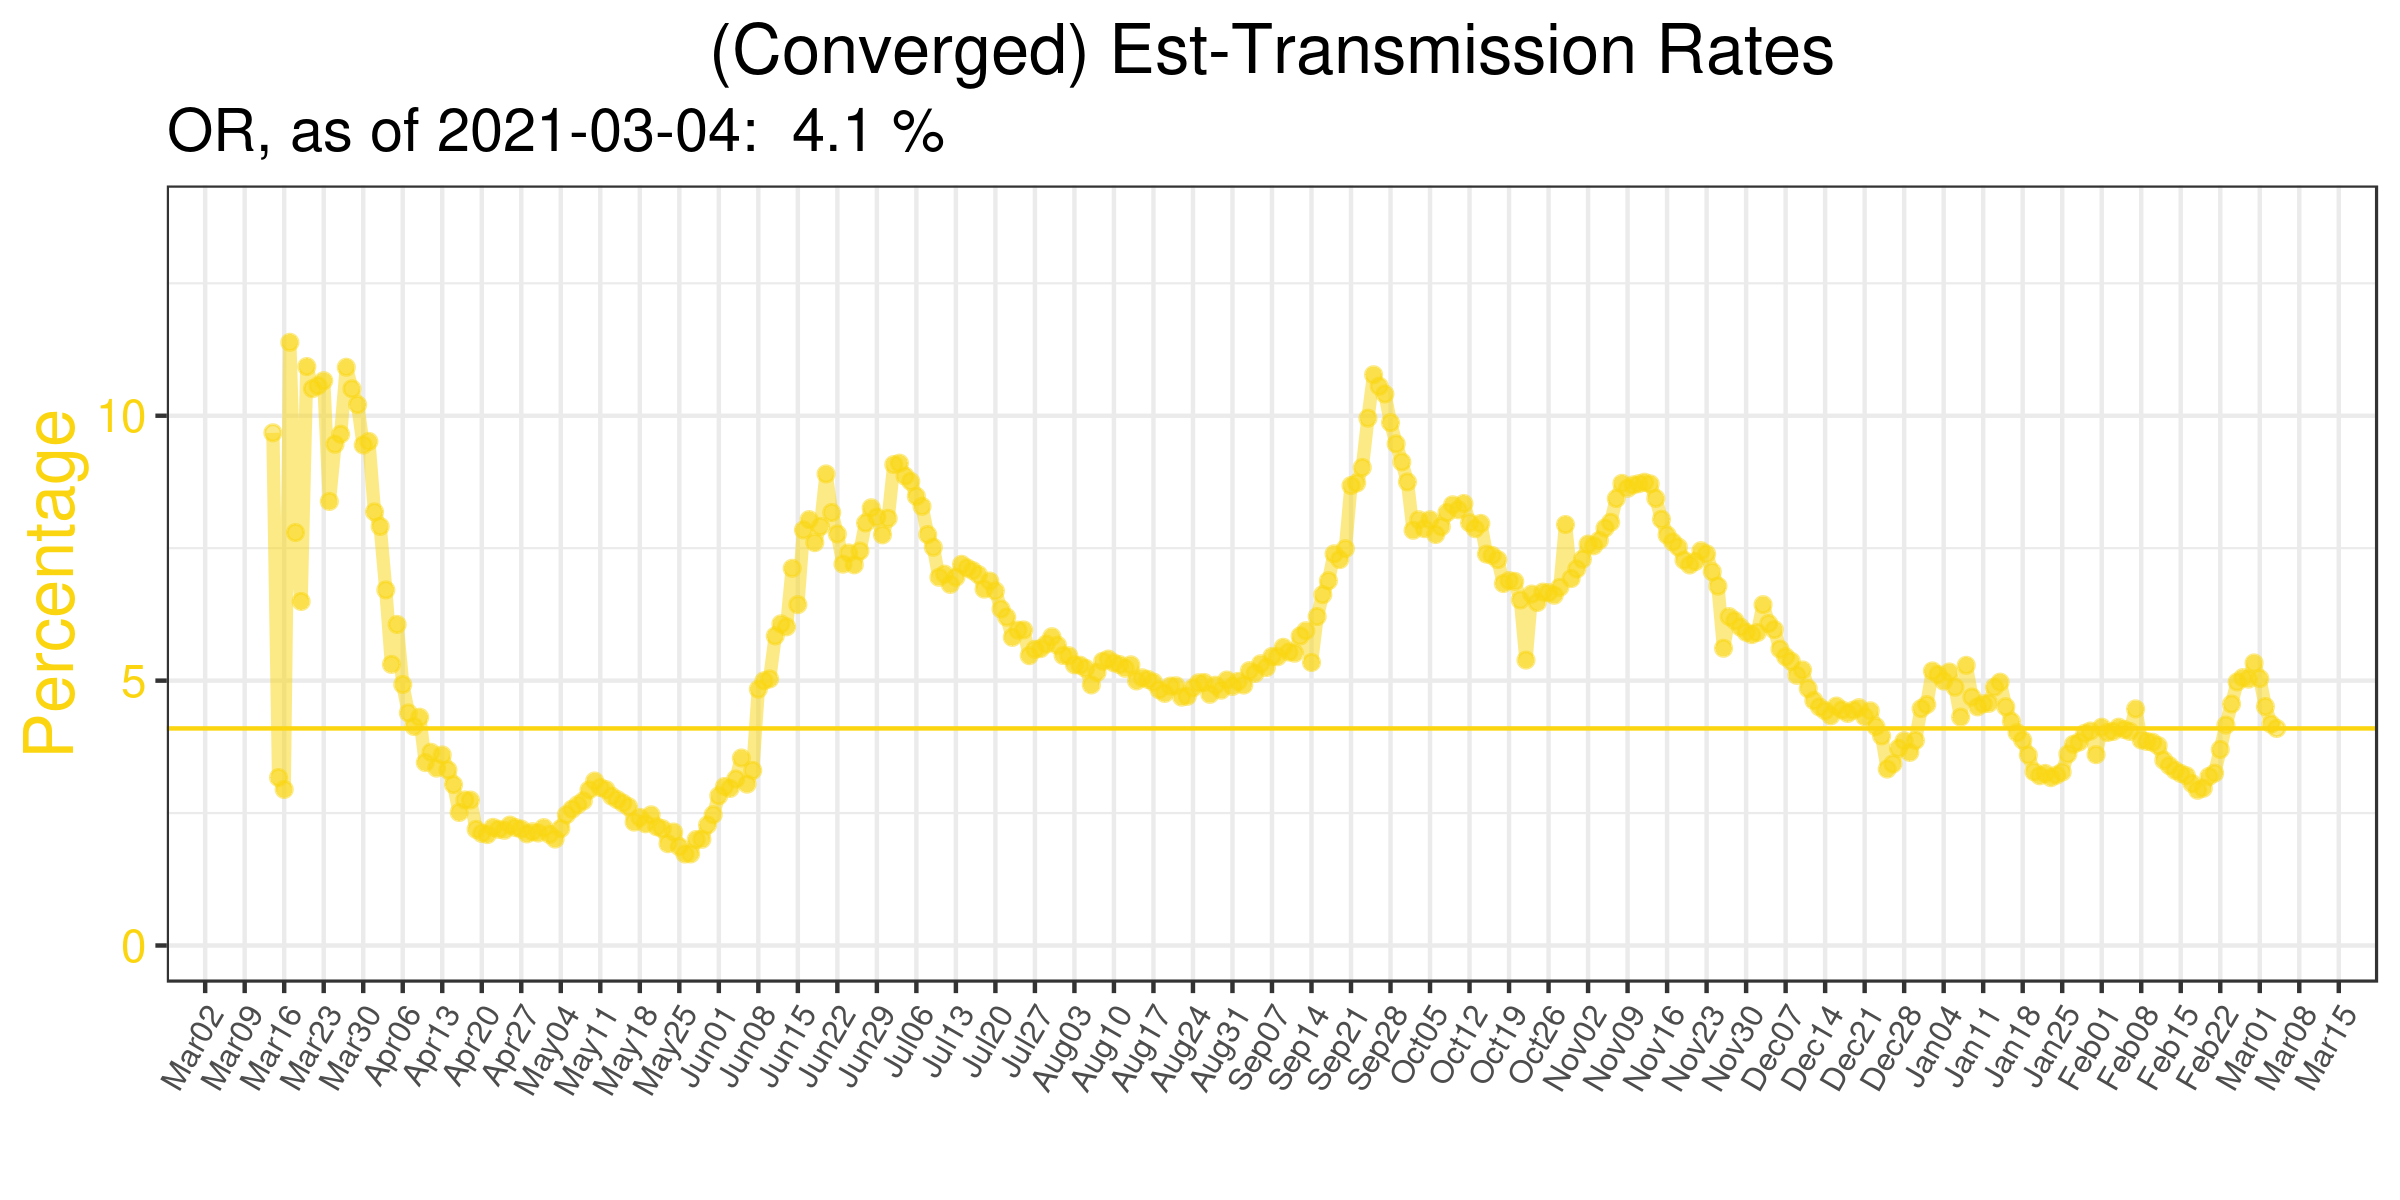 (Converged) Est-Transmission Rates
OR, as of 2021-03-04:  4.1 %
Percentage
10
5
0
Mar02
Mar09
Mar16
Mar23
Mar30
Apr06
Apr13
Apr20
Apr27
May04
May11
May18
May25
Jun01
Jun08
Jun15
Jun22
Jun29
Jul06
Jul13
Jul20
Jul27
Aug03
Aug10
Aug17
Aug24
Aug31
Sep07
Sep14
Sep21
Sep28
Oct05
Oct12
Oct19
Oct26
Nov02
Nov09
Nov16
Nov23
Nov30
Dec07
Dec14
Dec21
Dec28
Jan04
Jan11
Jan18
Jan25
Feb01
Feb08
Feb15
Feb22
Mar01
Mar08
Mar15